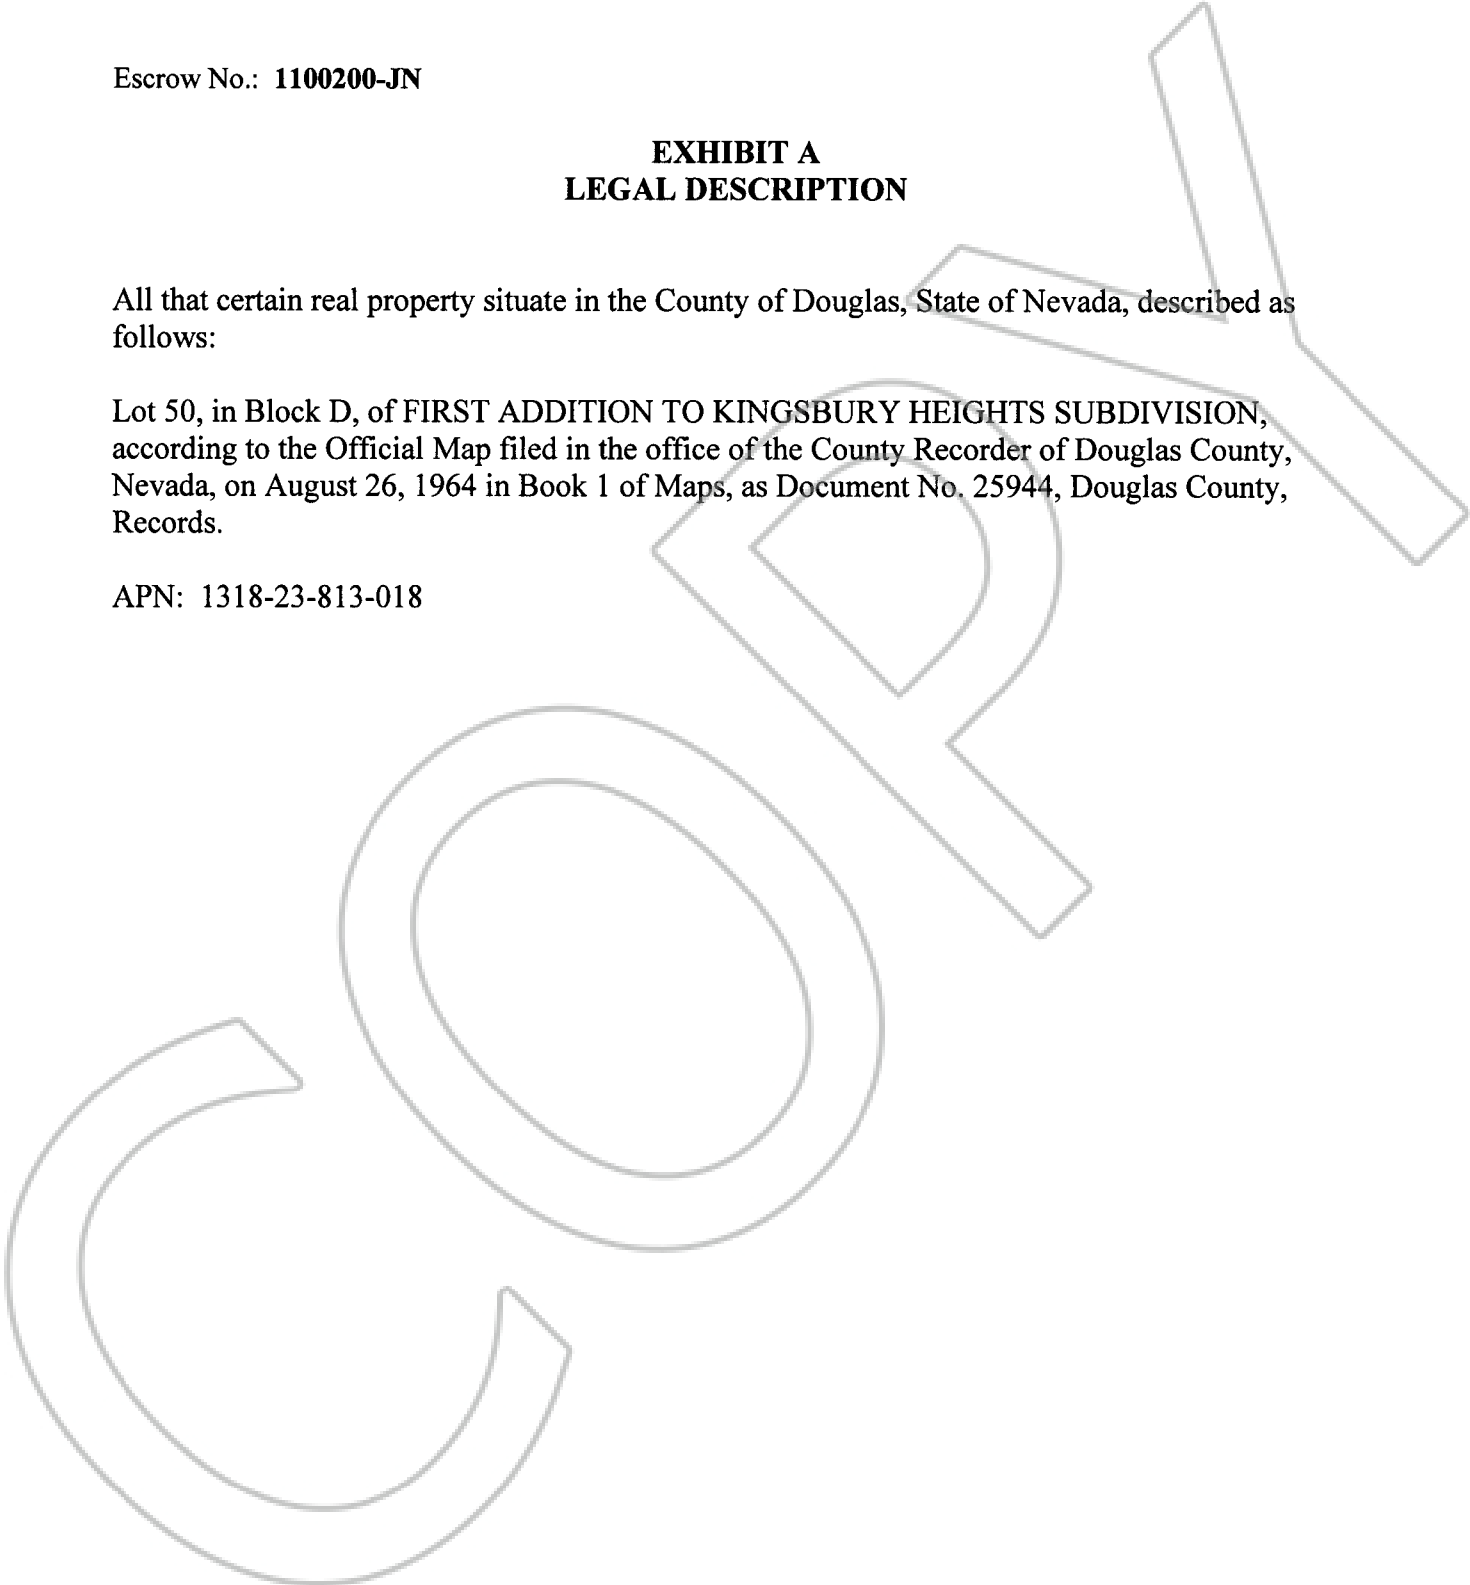 Escrow No.: 1100200-JN
EXHIBIT A
LEGAL DESCRIPTION
All that certain real property situate in the County of Douglas, State of Nevada, described as
follows:
Lot 50, in Block D, of FIRST ADDITION TO KINGSBURY HEIGHTS SUBDIVISION,
according to the Official Map filed in the office of the County Recorder of Douglas County,
Nevada, on August 26, 1964 in Book 1 of Maps, as Document No. 25944, Douglas County,
Records.
APN: 1318-23-813-018
COPY